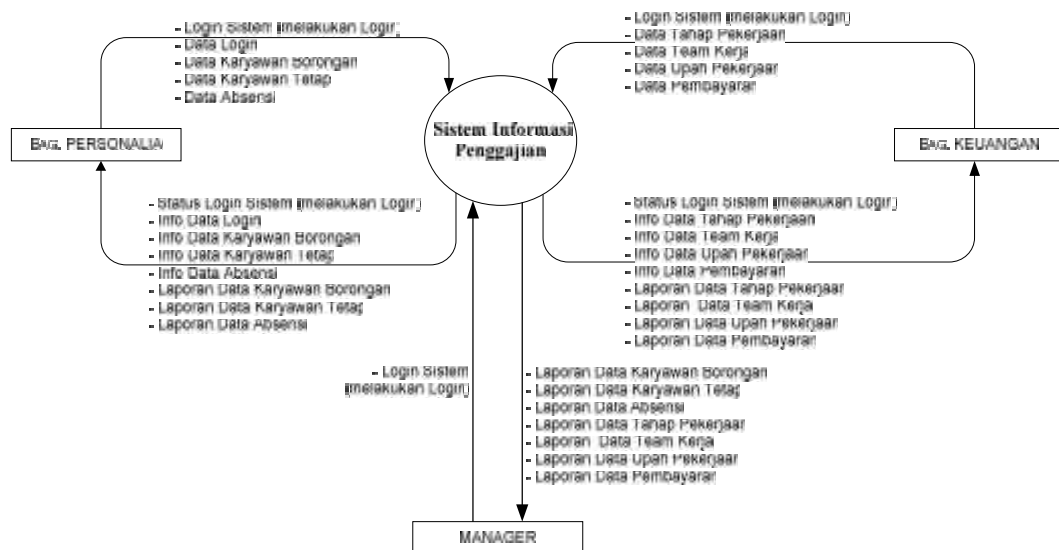 - Login Sistem (melakukan Login)
- Data Login
- Data Karyawan Borongan
- Data Karyawan Tetap
- Data Absensi
- Login Sistem (melakukan Login)
- Data Tahap Pekerjaan
- Data Team Kerja
- Data Upah Pekerjaan
- Data Pembayaran
Sistem Informasi
Penggajian
BAG. PERSONALIA
BAG. KEUANGAN
- Status Login Sistem (melakukan Login)
- Info Data Login
- Info Data Karyawan Borongan
- Info Data Karyawan Tetap
- Info Data Absensi
- Laporan Data Karyawan Borongan
- Laporan Data Karyawan Tetap
- Laporan Data Absensi
- Status Login Sistem (melakukan Login)
- Info Data Tahap Pekerjaan
- Info Data Team Kerja
- Info Data Upah Pekerjaan
- Info Data Pembayaran
- Laporan Data Tahap Pekerjaan
- Laporan Data Team Kerja
- Laporan Data Upah Pekerjaan
- Laporan Data Pembayaran
- Login Sistem
(melakukan Login)
- Laporan Data Karyawan Borongan
- Laporan Data Karyawan Tetap
- Laporan Data Absensi
- Laporan Data Tahap Pekerjaan
- Laporan Data Team Kerja
- Laporan Data Upah Pekerjaan
- Laporan Data Pembayaran
MANAGER